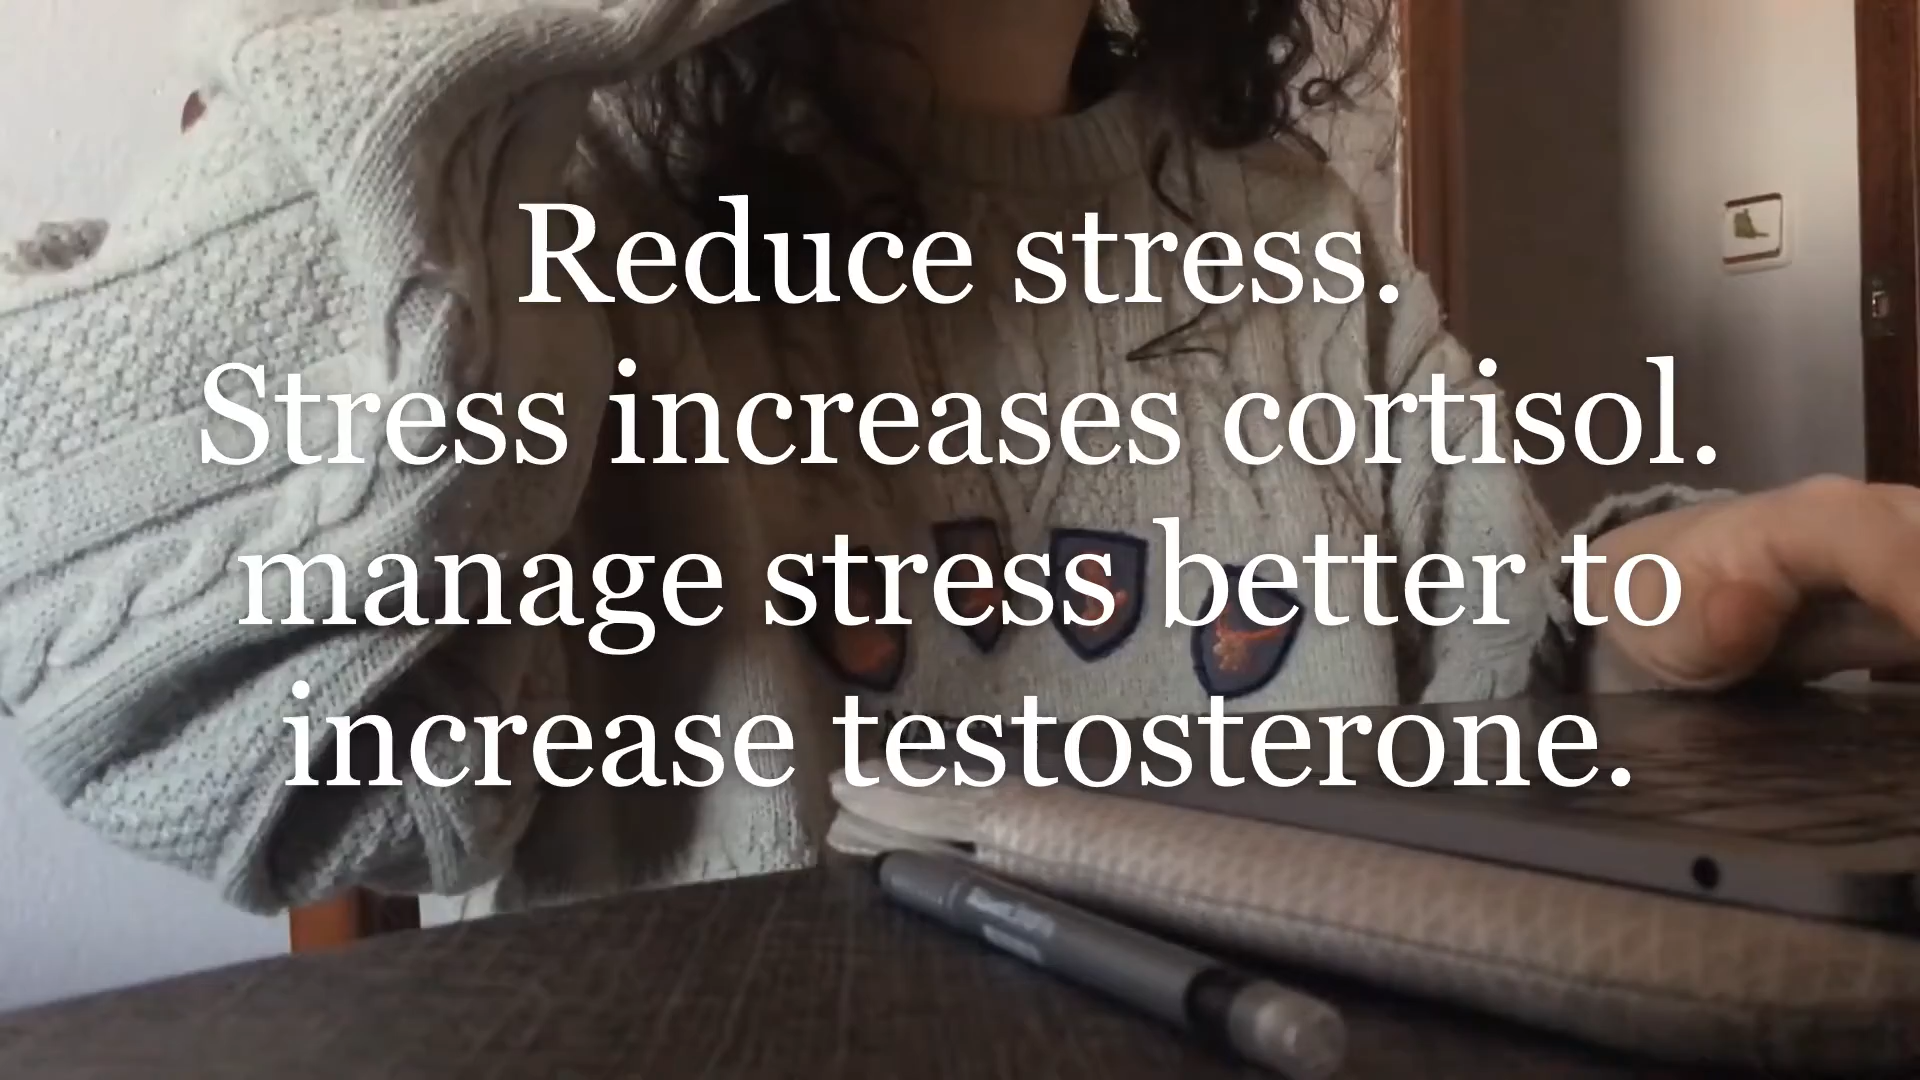 Reduce stress.
Stress increases cortisol.
manage stress better to
increase testosterone.